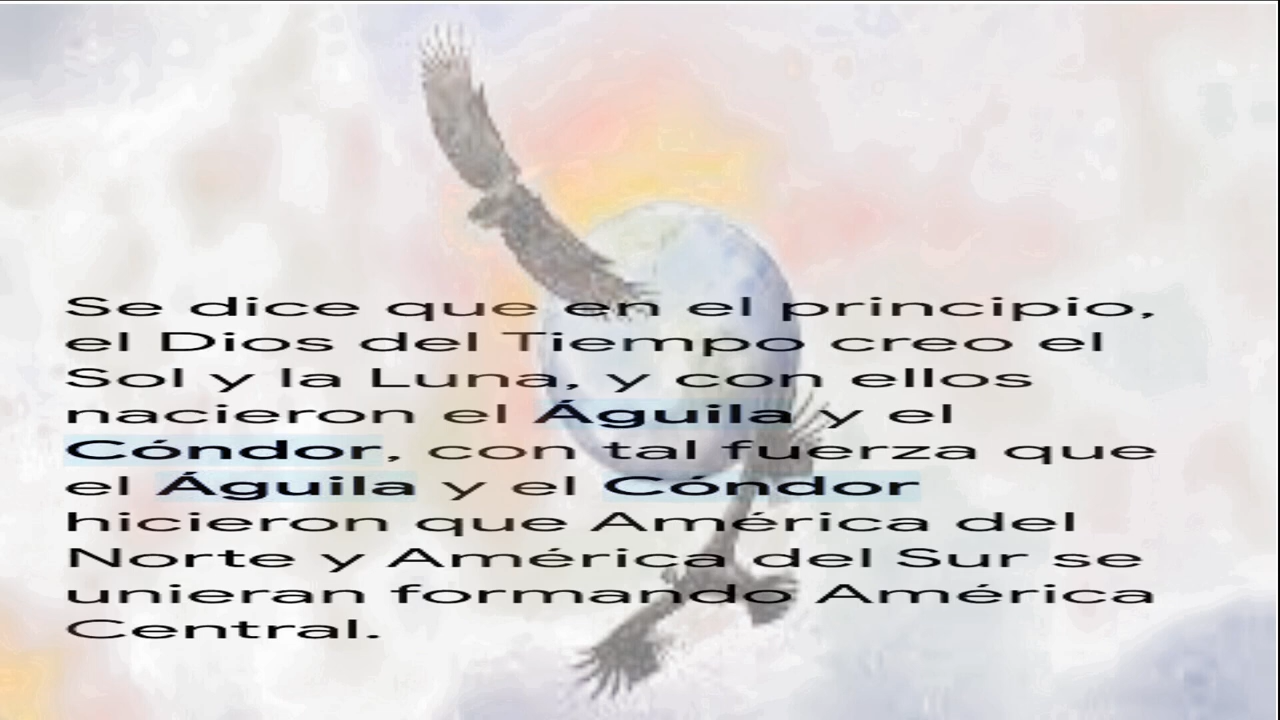 Se dice que en el principio,
el Dios del Tiempo creo el
Sol y la Luna, y con ellos
nacieron el Águila y el
Cóndor, con tal fuerza que
el Águila y el Cóndor
hicieron que América del
Norte y América del Sur se
unieran formando América
Central.